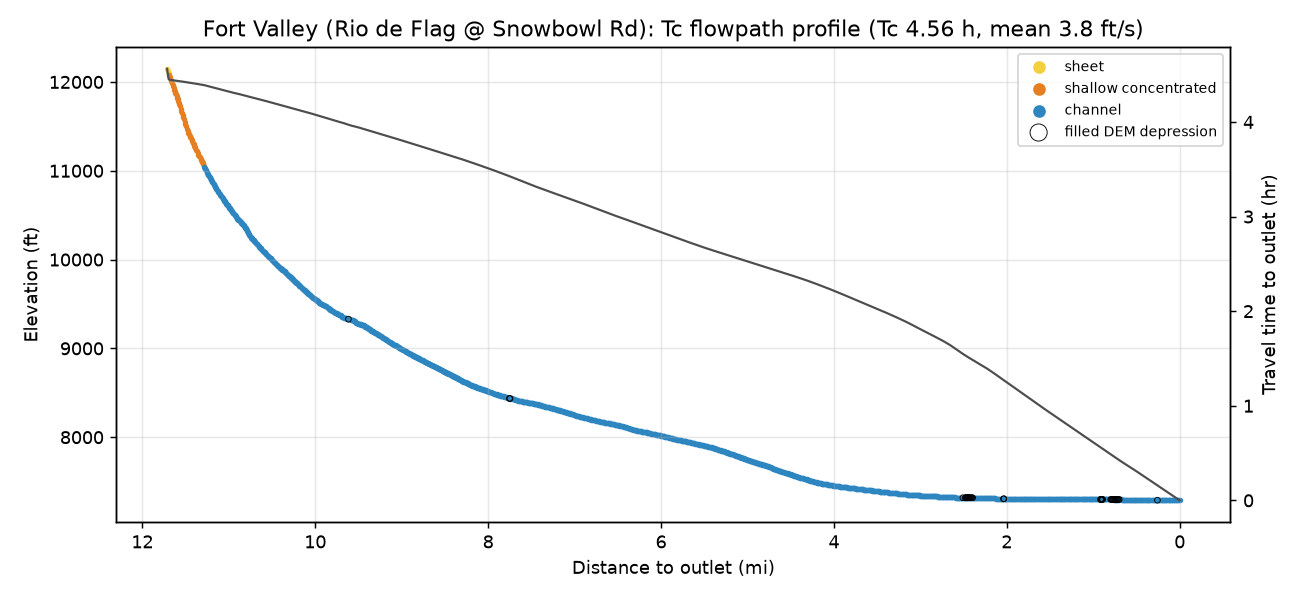 Fort Valley (Rio de Flag @ Snowbowl Rd): Tc flowpath profile (Tc 4.56 h, mean 3.8 ft/s)
sheet
shallow concentrated
channel
filled DEM depression
Elevation (ft)
12000
11000
10000
9000
8000
Travel time to outlet (hr)
4
3
2
1
0
12 10 8 6 4 2 0
Distance to outlet (mi)